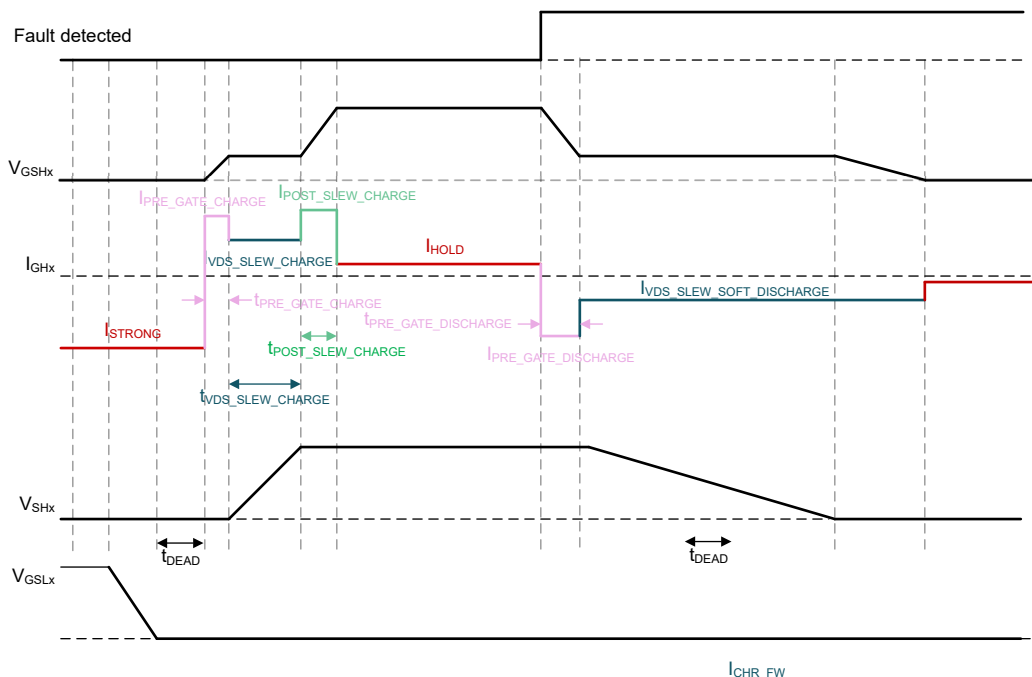 Fault detected
VGSHx
IPRE_GATE_CHARGE
IPOST_SLEW_CHARGE
VDS_SLEW_CHARGE
IHOLD
IGHx
IVDS_SLEW_SOFT_DISCHARGE
tPRE_GATE_CHARGE
tPRE_GATE_DISCHARGE
ISTRONG
tPOST_SLEW_CHARGE
IPRE_GATE_DISCHARGE
tVDS_SLEW_CHARGE
VSHx
tDEAD
tDEAD
VGSLx
ICHR_FW